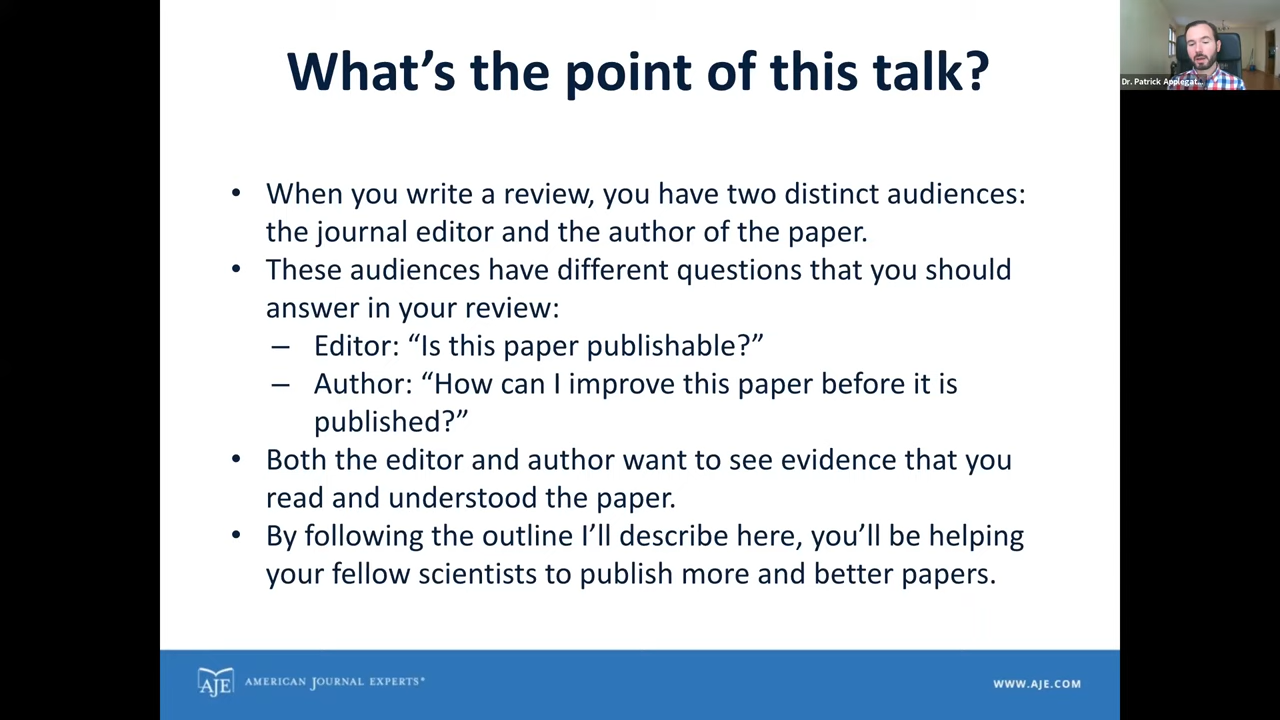 What’s the point of this talk?
Dr. Patrick Applegat...
• When you write a review, you have two distinct audiences:
the journal editor and the author of the paper.
• These audiences have different questions that you should
answer in your review:
– Editor: “Is this paper publishable?”
– Author: “How can I improve this paper before it is
published?”
• Both the editor and author want to see evidence that you
read and understood the paper.
• By following the outline I’ll describe here, you’ll be helping
your fellow scientists to publish more and better papers.
AJE AMERICAN JOURNAL EXPERTS®
WWW.AJE.COM